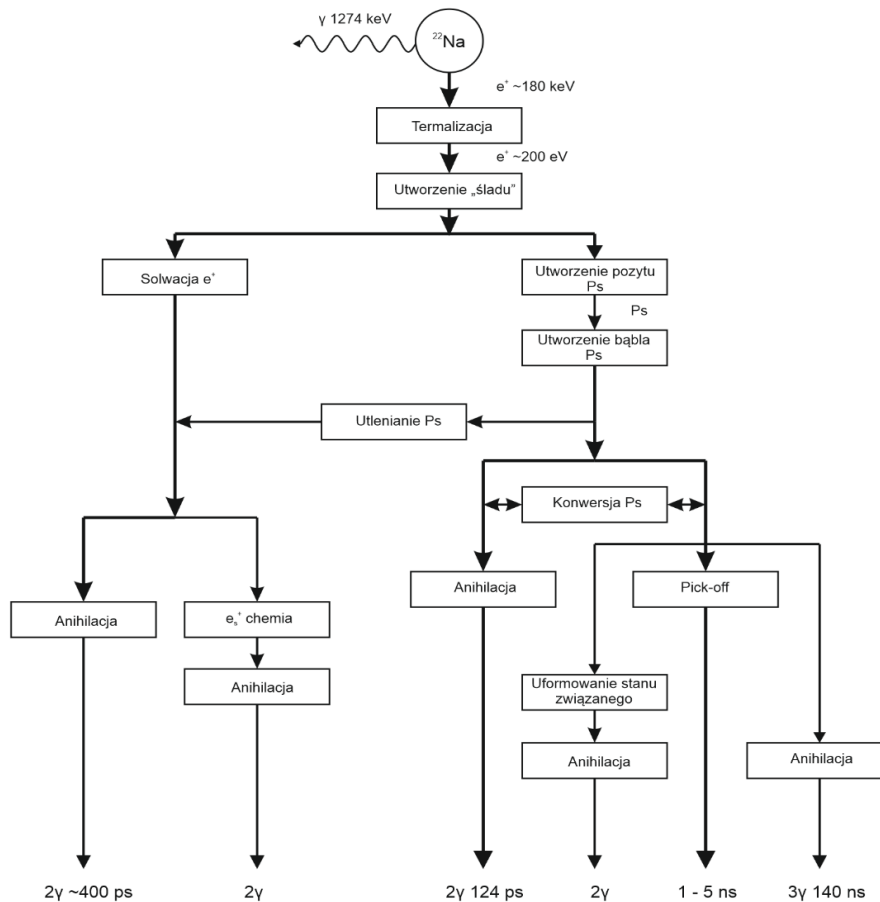 γ 1274 keV
²²Na
e⁺ ~180 keV
Termalizacja
e⁺ ~200 eV
Utworzenie „śladu”
Solwacja e⁺
Utworzenie pozytu
Ps
Ps
Utworzenie bąbla
Ps
Utlenianie Ps
Konwersja Ps
Anihilacja
Pick-off
Anihilacja
eₛ⁺ chemia
Anihilacja
Uformowanie stanu
związanego
Anihilacja
Anihilacja
2γ ~400 ps
2γ
2γ 124 ps
2γ
1 - 5 ns
3γ 140 ns